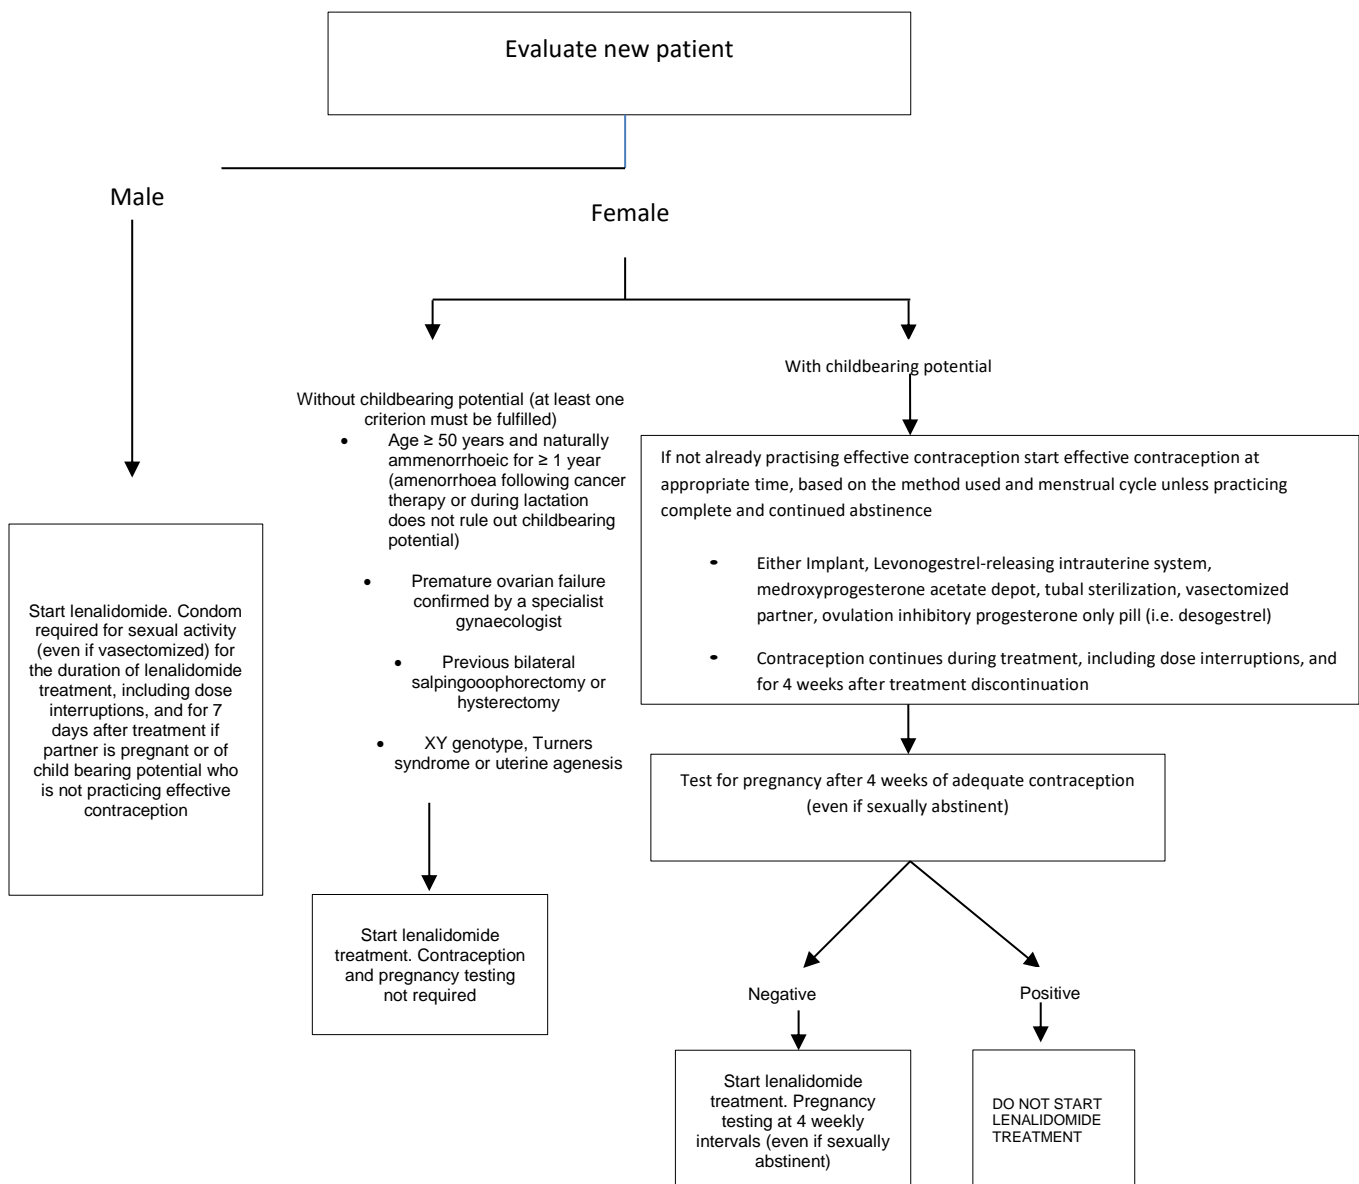 Evaluate new patient
Male
Female
With childbearing potential
Without childbearing potential (at least one
criterion must be fulfilled)
• Age ≥ 50 years and naturally
ammenorrhoeic for ≥ 1 year
(amenorrhoea following cancer
therapy or during lactation
does not rule out childbearing
potential)
• Premature ovarian failure
confirmed by a specialist
gynaecologist
• Previous bilateral
salpingooophorectomy or
hysterectomy
• XY genotype, Turners
syndrome or uterine agenesis
If not already practising effective contraception start effective contraception at
appropriate time, based on the method used and menstrual cycle unless practicing
complete and continued abstinence
• Either Implant, Levonogestrel-releasing intrauterine system,
medroxyprogesterone acetate depot, tubal sterilization, vasectomized
partner, ovulation inhibitory progesterone only pill (i.e. desogestrel)
• Contraception continues during treatment, including dose interruptions, and
for 4 weeks after treatment discontinuation
Start lenalidomide. Condom
required for sexual activity
(even if vasectomized) for
the duration of lenalidomide
treatment, including dose
interruptions, and for 7
days after treatment if
partner is pregnant or of
child bearing potential who
is not practicing effective
contraception
Test for pregnancy after 4 weeks of adequate contraception
(even if sexually abstinent)
Start lenalidomide
treatment. Contraception
and pregnancy testing
not required
Negative
Positive
Start lenalidomide
treatment. Pregnancy
testing at 4 weekly
intervals (even if sexually
abstinent)
DO NOT START
LENALIDOMIDE
TREATMENT